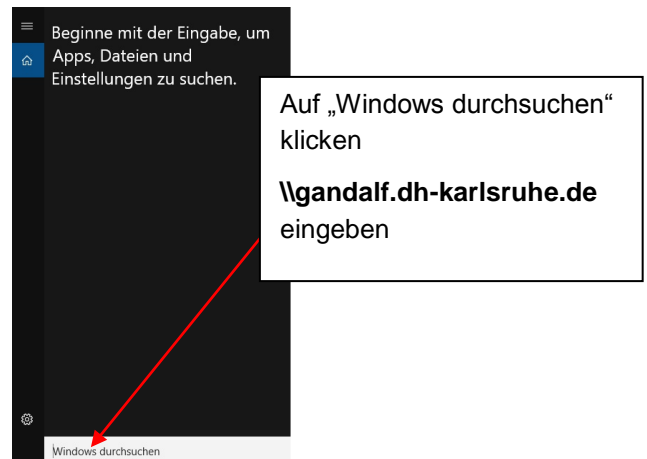 Beginne mit der Eingabe, um
Apps, Dateien und
Einstellungen zu suchen.
Auf „Windows durchsuchen“
klicken
\\gandalf.dh-karlsruhe.de
eingeben
Windows durchsuchen